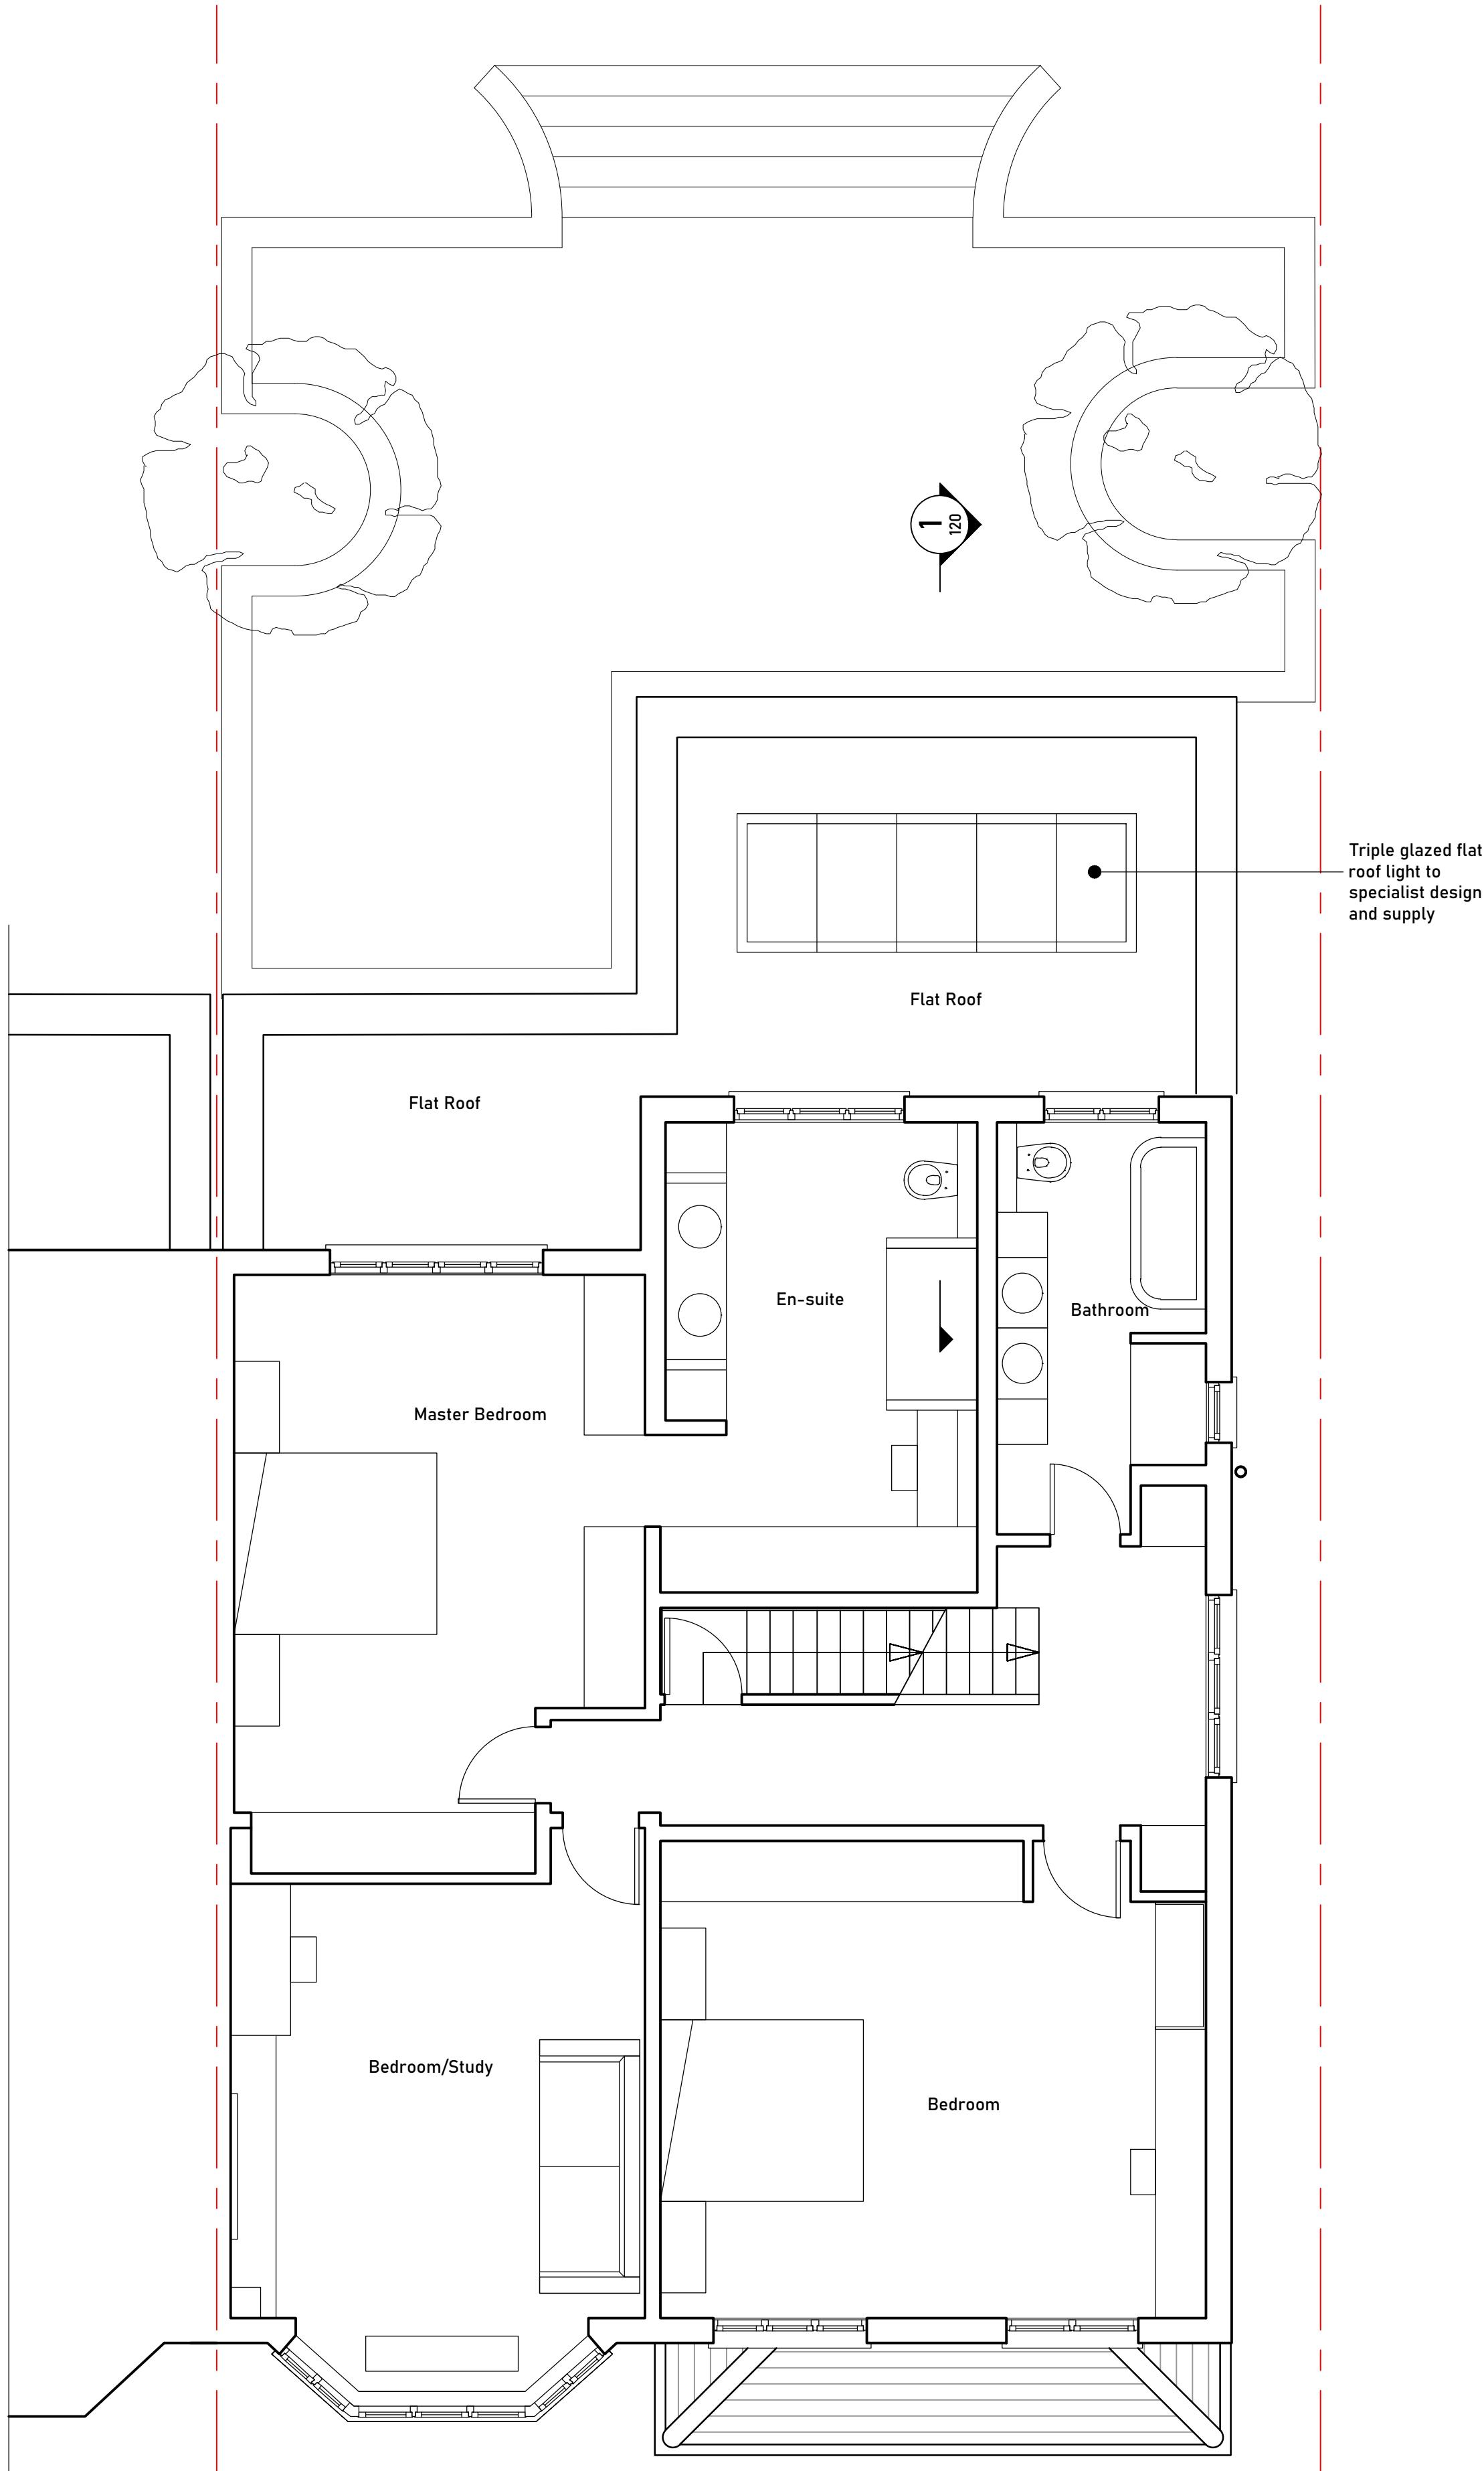 1
120
Triple glazed flat
roof light to
specialist design
and supply
Flat Roof
Flat Roof
En-suite
Bathroom
Master Bedroom
Bedroom/Study
Bedroom